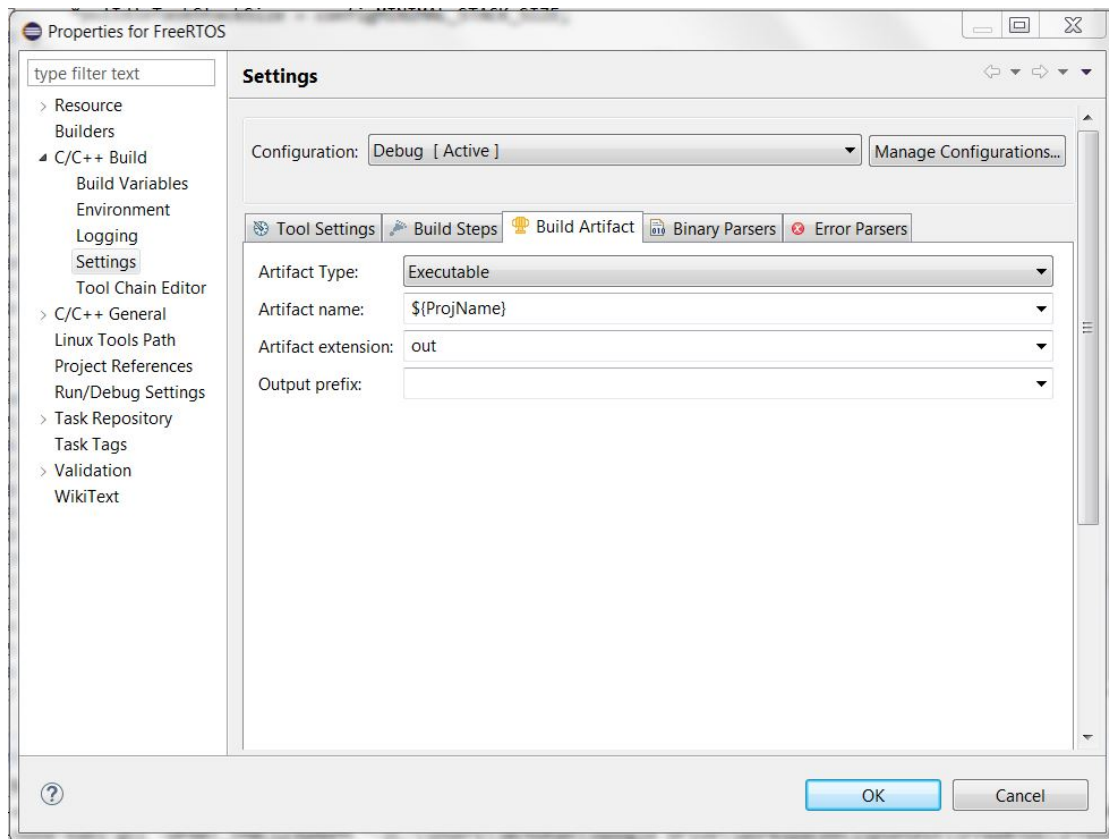 Properties for FreeRTOS
type filter text
Settings
Resource
Builders
C/C++ Build
Build Variables
Environment
Logging
Settings
Tool Chain Editor
C/C++ General
Linux Tools Path
Project References
Run/Debug Settings
Task Repository
Task Tags
Validation
WikiText
Configuration: Debug [ Active ] Manage Configurations...
Tool Settings Build Steps Build Artifact Binary Parsers Error Parsers
Artifact Type: Executable
Artifact name: ${ProjName}
Artifact extension: out
Output prefix:
OK Cancel